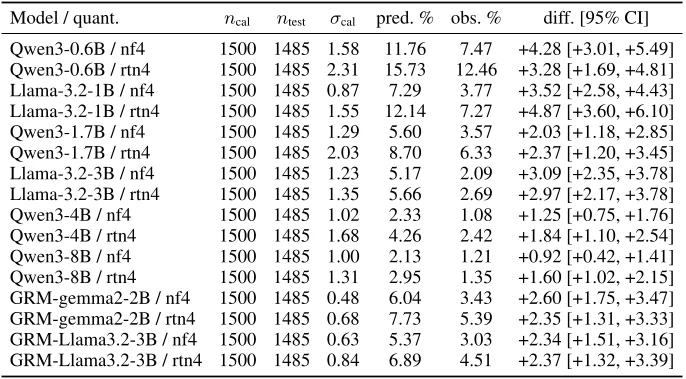 Model / quant. n_cal n_test σ_cal pred. % obs. % diff. [95% CI]
Qwen3-0.6B / nf4 1500 1485 1.58 11.76 7.47 +4.28 [+3.01, +5.49]
Qwen3-0.6B / rtn4 1500 1485 2.31 15.73 12.46 +3.28 [+1.69, +4.81]
Llama-3.2-1B / nf4 1500 1485 0.87 7.29 3.77 +3.52 [+2.58, +4.43]
Llama-3.2-1B / rtn4 1500 1485 1.55 12.14 7.27 +4.87 [+3.60, +6.10]
Qwen3-1.7B / nf4 1500 1485 1.29 5.60 3.57 +2.03 [+1.18, +2.85]
Qwen3-1.7B / rtn4 1500 1485 2.03 8.70 6.33 +2.37 [+1.20, +3.45]
Llama-3.2-3B / nf4 1500 1485 1.23 5.17 2.09 +3.09 [+2.35, +3.78]
Llama-3.2-3B / rtn4 1500 1485 1.35 5.66 2.69 +2.97 [+2.17, +3.78]
Qwen3-4B / nf4 1500 1485 1.02 2.33 1.08 +1.25 [+0.75, +1.76]
Qwen3-4B / rtn4 1500 1485 1.68 4.26 2.42 +1.84 [+1.10, +2.54]
Qwen3-8B / nf4 1500 1485 1.00 2.13 1.21 +0.92 [+0.42, +1.41]
Qwen3-8B / rtn4 1500 1485 1.31 2.95 1.35 +1.60 [+1.02, +2.15]
GRM-gemma2-2B / nf4 1500 1485 0.48 6.04 3.43 +2.60 [+1.75, +3.47]
GRM-gemma2-2B / rtn4 1500 1485 0.68 7.73 5.39 +2.35 [+1.31, +3.33]
GRM-Llama3.2-3B / nf4 1500 1485 0.63 5.37 3.03 +2.34 [+1.51, +3.16]
GRM-Llama3.2-3B / rtn4 1500 1485 0.84 6.89 4.51 +2.37 [+1.32, +3.39]